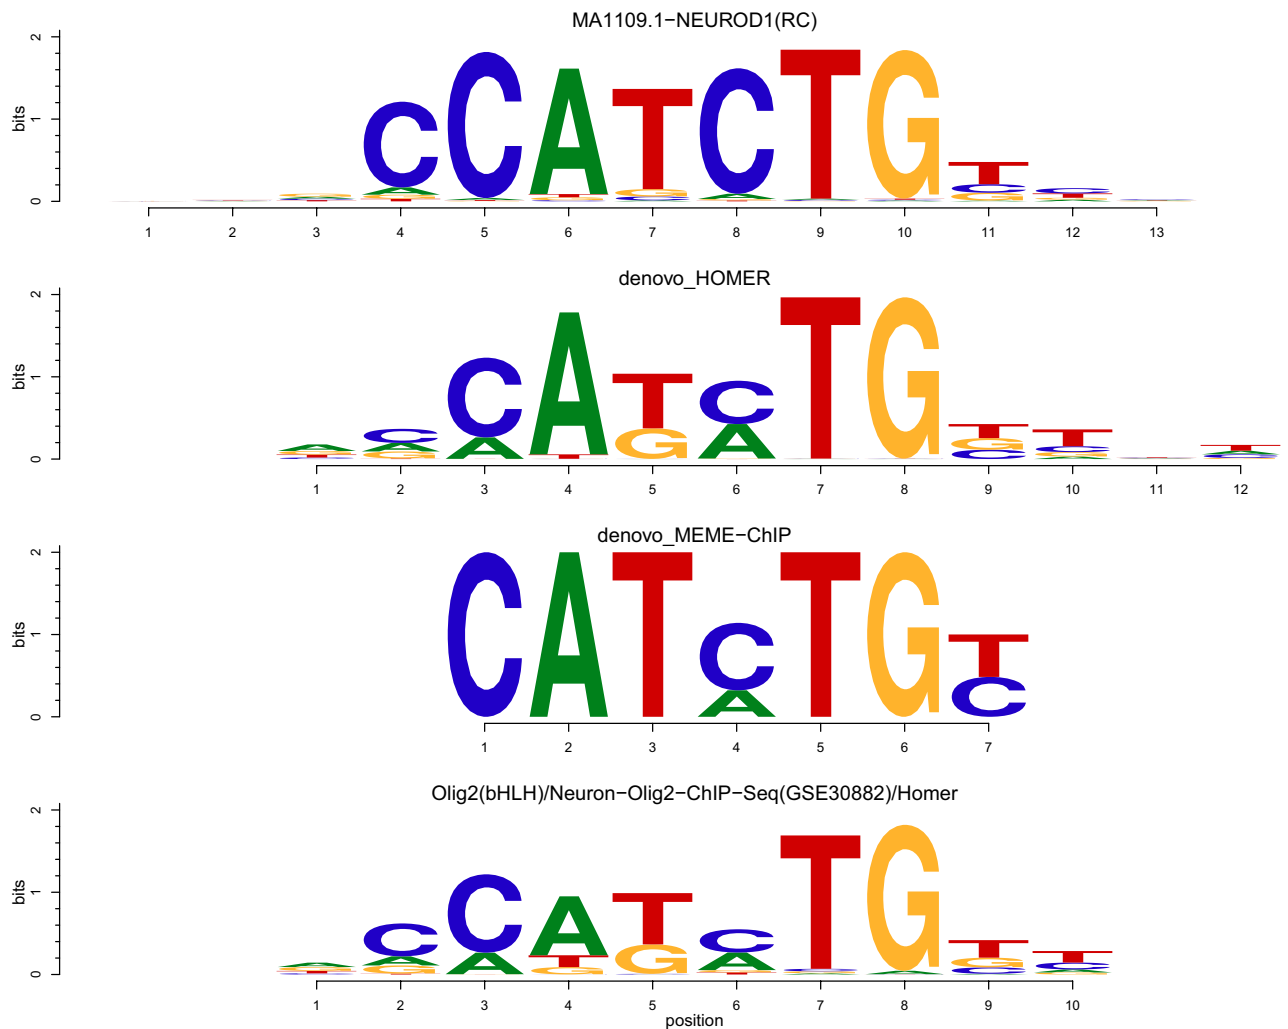 MA1109.1−NEUROD1(RC)
bits
0 1 2
CCATCTGT
1 2 3 4 5 6 7 8 9 10 11 12 13
denovo_HOMER
bits
0 1 2
1 2 3 4 5 6 7 8 9 10 11 12
denovo_MEME−ChIP
bits
0 1 2
CATCTGT
AC
1 2 3 4 5 6 7
Olig2(bHLH)/Neuron−Olig2−ChIP−Seq(GSE30882)/Homer
bits
0 1 2
1 2 3 4 5 6 7 8 9 10
position